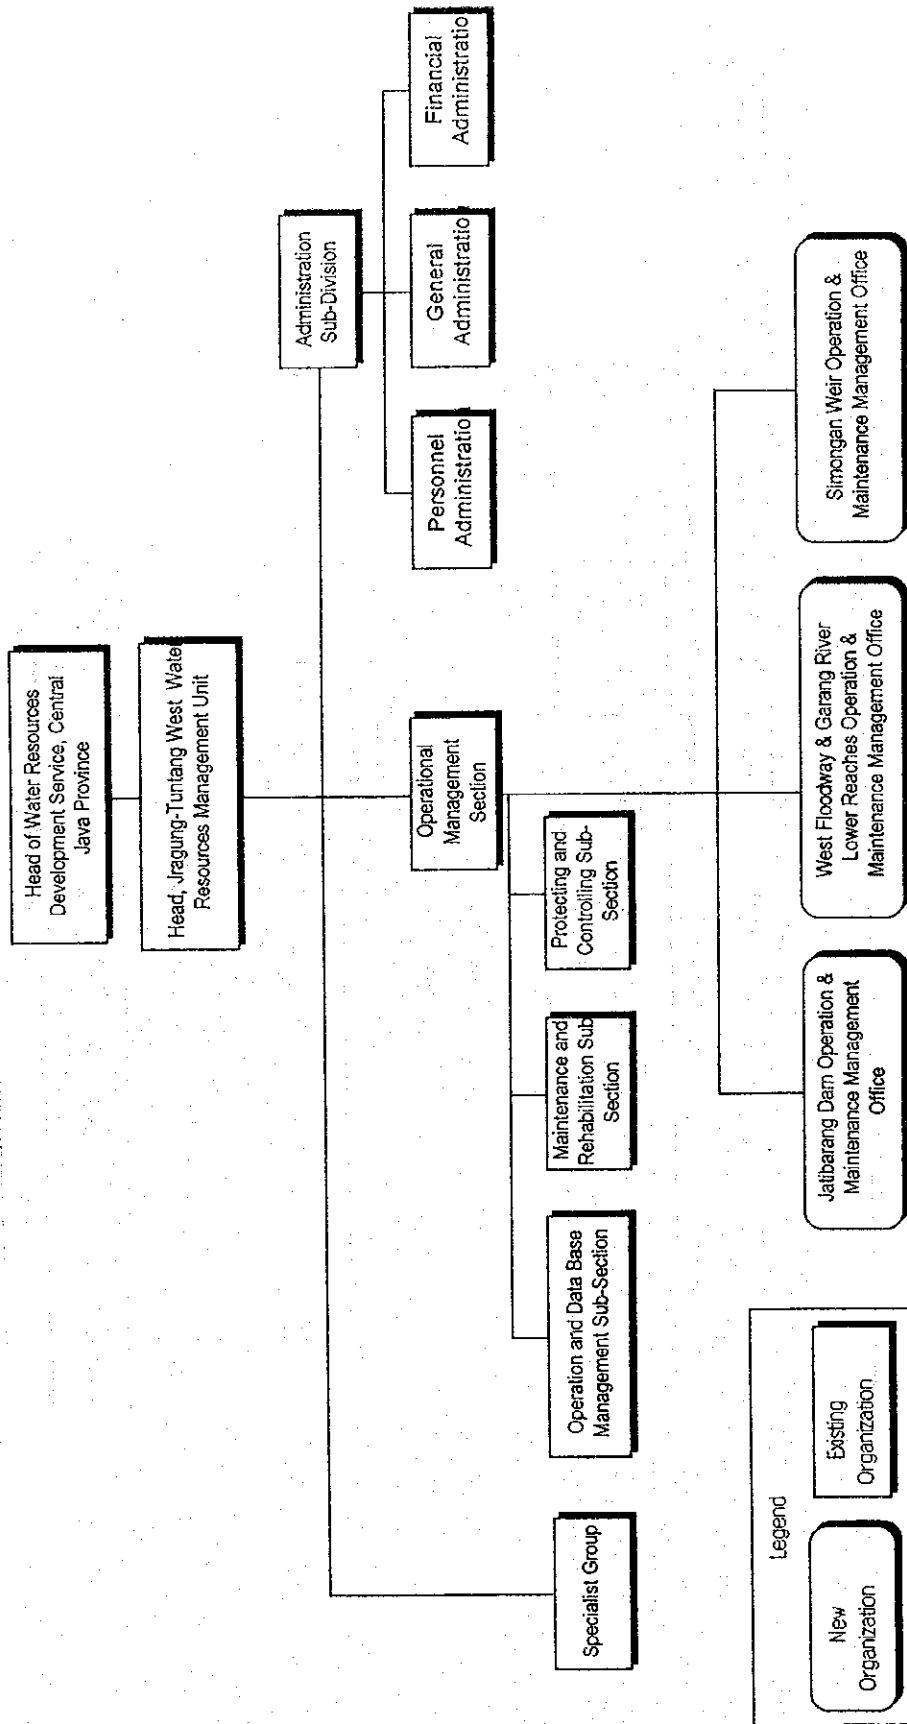 Head of Water Resources
Development Service, Central
Java Province
Head, Jragung-Tuntang West Water
Resources Management Unit
Administration
Sub-Division
Personnel
Administratio
General
Administratio
Financial
Administratio
Operational
Management
Section
Specialist Group
Operation and Data Base
Management Sub-Section
Maintenance and
Rehabilitation Sub
Section
Protecting and
Controlling Sub-
Section
Jatibarang Dam Operation &
Maintenance Management
Office
West Floodway & Garang River
Lower Reaches Operation &
Maintenance Management Office
Simongan Weir Operation &
Maintenance Management Office
Legend
New
Organization
Existing
Organization